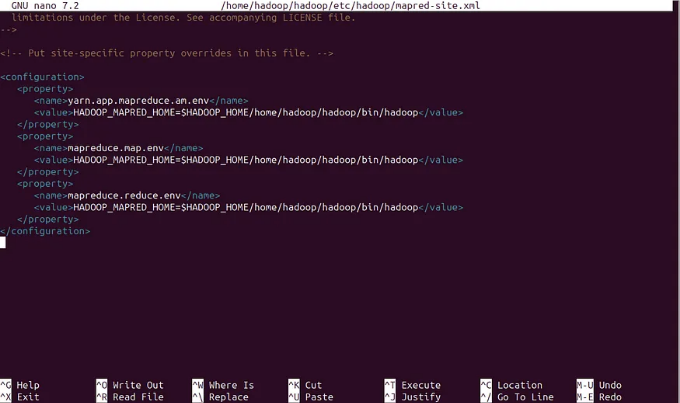 GNU nano 7.2 /home/hadoop/hadoop/etc/hadoop/mapred-site.xml
limitations under the License. See accompanying LICENSE file.
-->
<!-- Put site-specific property overrides in this file. -->
<configuration>
<property>
<name>yarn.app.mapreduce.am.env</name>
<value>HADOOP_MAPRED_HOME=$HADOOP_HOME/home/hadoop/hadoop/bin/hadoop</value>
</property>
<property>
<name>mapreduce.map.env</name>
<value>HADOOP_MAPRED_HOME=$HADOOP_HOME/home/hadoop/hadoop/bin/hadoop</value>
</property>
<property>
<name>mapreduce.reduce.env</name>
<value>HADOOP_MAPRED_HOME=$HADOOP_HOME/home/hadoop/hadoop/bin/hadoop</value>
</property>
</configuration>
^G Help ^O Write Out ^W Where Is ^K Cut ^T Execute ^C Location M-U Undo
^X Exit ^R Read File ^\ Replace ^U Paste ^J Justify ^/ Go To Line M-E Redo